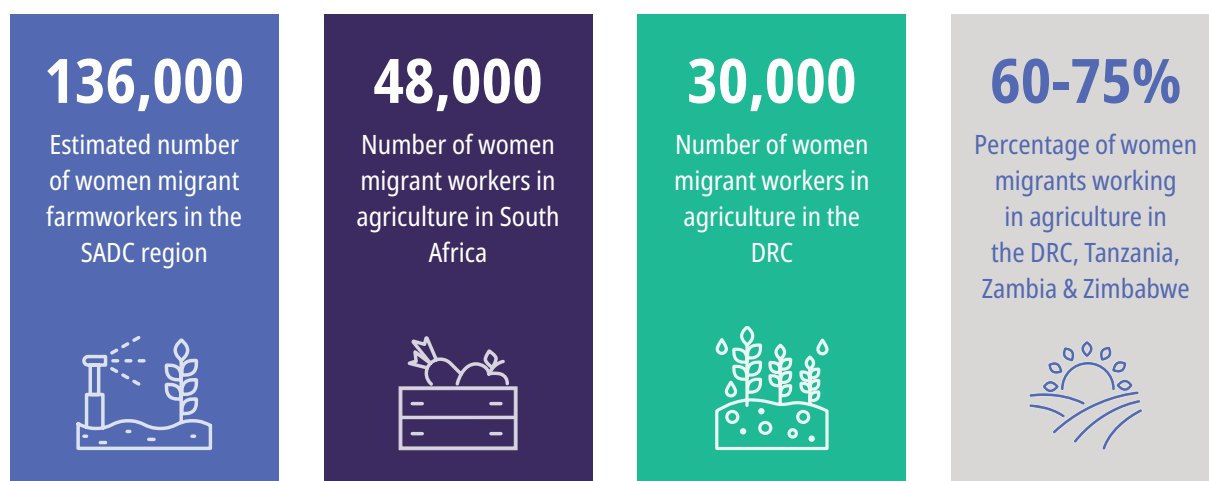 136,000
Estimated number
of women migrant
farmworkers in the
SADC region
48,000
Number of women
migrant workers in
agriculture in South
Africa
30,000
Number of women
migrant workers in
agriculture in the
DRC
60-75%
Percentage of women
migrants working
in agriculture in
the DRC, Tanzania,
Zambia & Zimbabwe